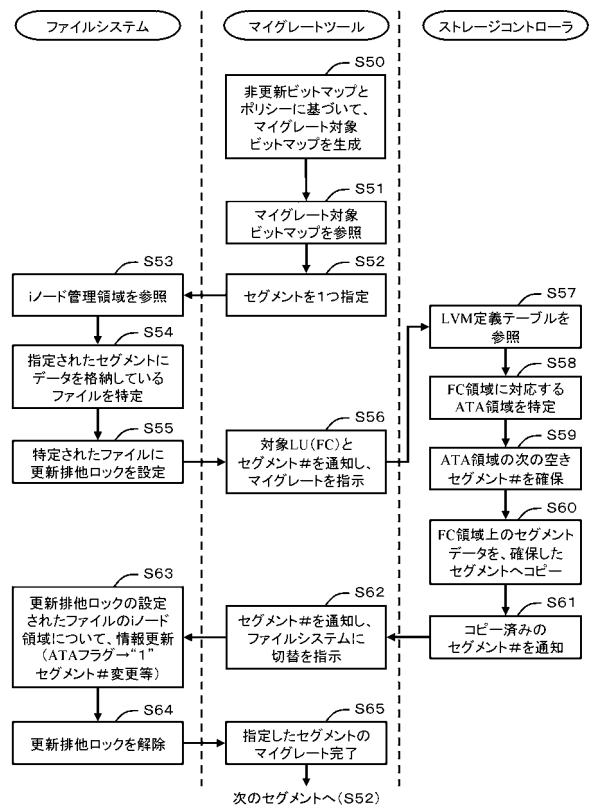 ファイルシステム
マイグレートツール
ストレージコントローラ
S50
非更新ビットマップと
ポリシーに基づいて、
マイグレート対象
ビットマップを生成
S51
マイグレート対象
ビットマップを参照
S52
セグメントを1つ指定
S53
iノード管理領域を参照
S54
指定されたセグメントに
データを格納している
ファイルを特定
S55
特定されたファイルに
更新排他ロックを設定
S56
対象LU(FC)と
セグメント#を通知し、
マイグレートを指示
S57
LVM定義テーブルを
参照
S58
FC領域に対応する
ATA領域を特定
S59
ATA領域の次の空き
セグメント#を確保
S60
FC領域上のセグメント
データを、確保した
セグメントへコピー
S61
コピー済みの
セグメント#を通知
S62
セグメント#を通知し、
ファイルシステムに
切替を指示
S63
更新排他ロックの設定
されたファイルのiノード
領域について、情報更新
(ATAフラグ→“1”
セグメント#変更等)
S64
更新排他ロックを解除
S65
指定したセグメントの
マイグレート完了
次のセグメントへ(S52)